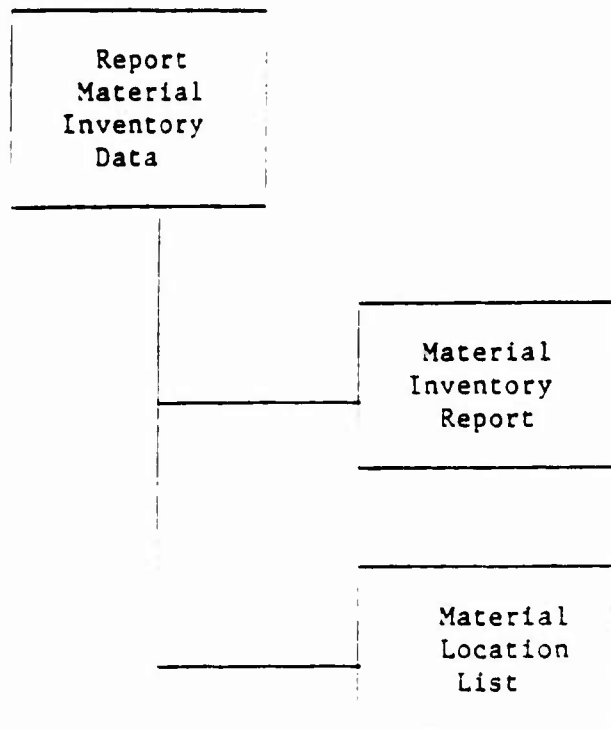 Report
Material
Inventory
Data
Material
Inventory
Report
Material
Location
List